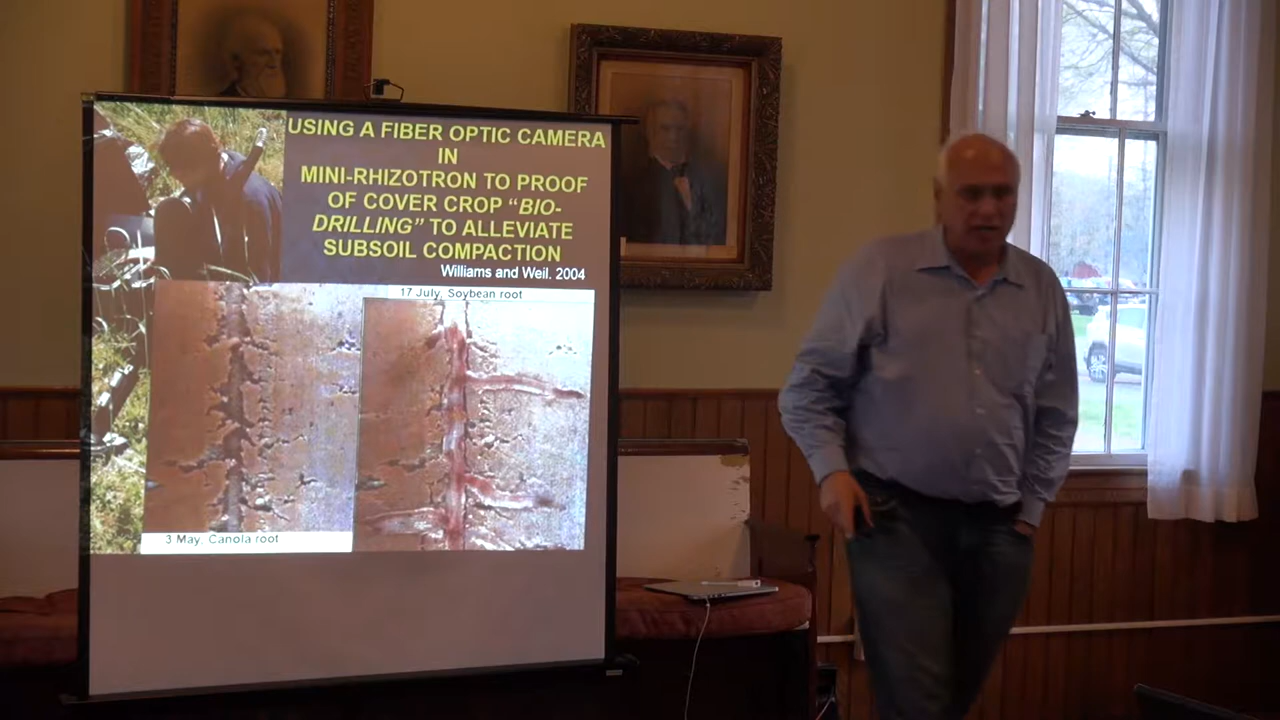 USING A FIBER OPTIC CAMERA
IN
MINI-RHIZOTRON TO PROOF
OF COVER CROP “BIO-
DRILLING” TO ALLEVIATE
SUBSOIL COMPACTION
Williams and Weil. 2004
17 July, Soybean root
3 May. Canola root